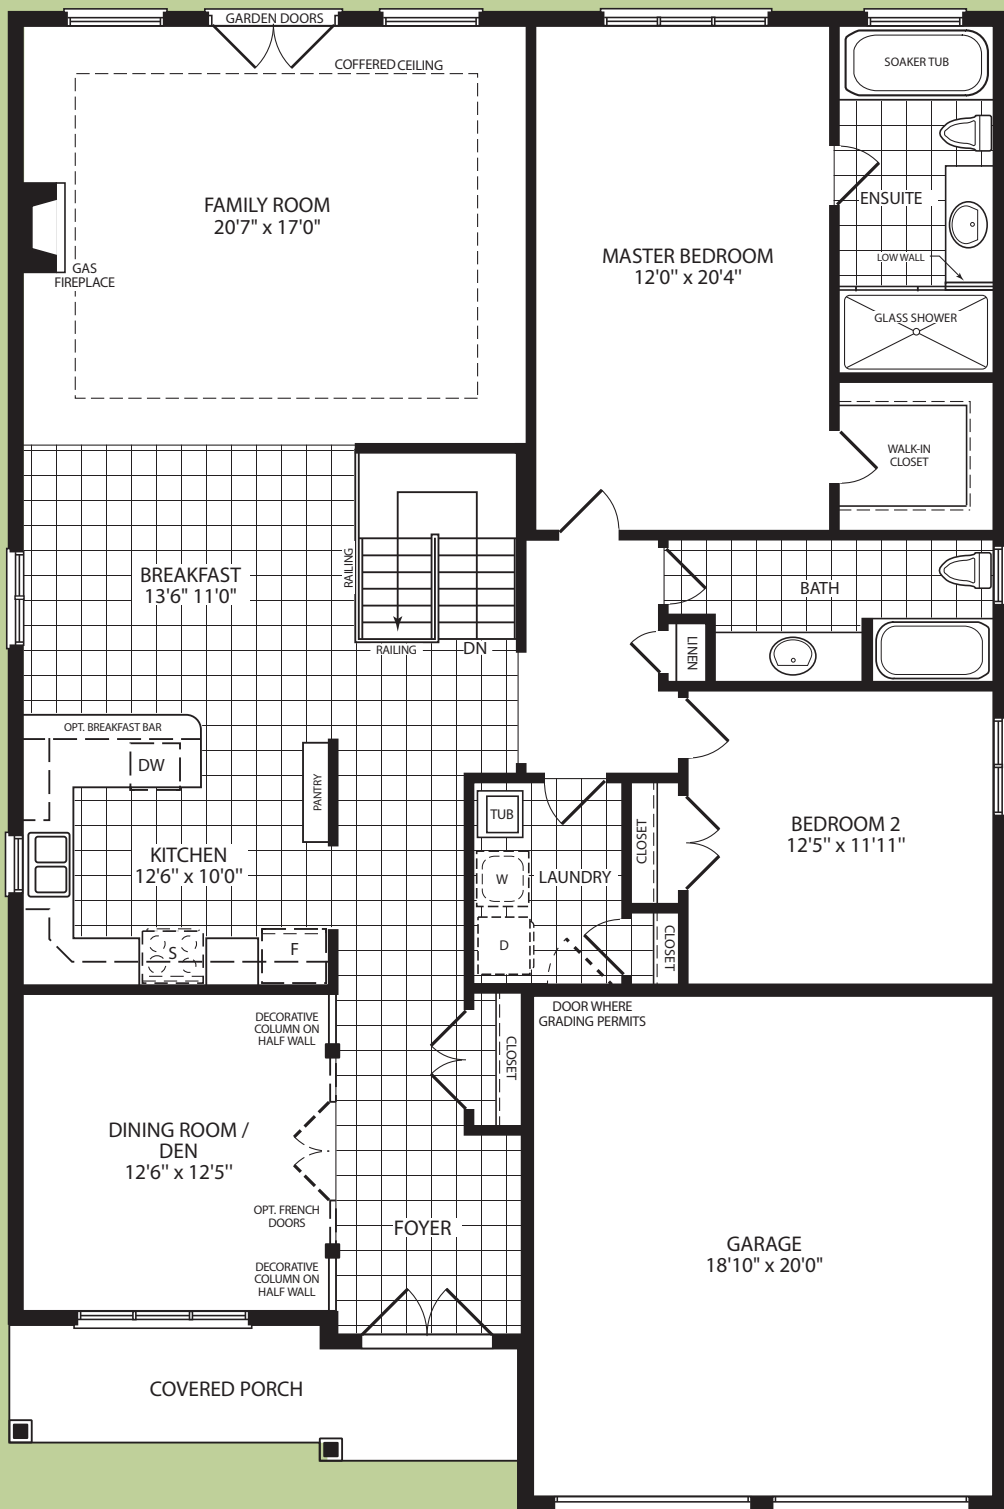 GARDEN DOORS
COFFERED CEILING
SOAKER TUB
FAMILY ROOM
20'7" x 17'0"
ENSUITE
GAS
FIREPLACE
MASTER BEDROOM
12'0'' x 20'4''
LOW WALL
GLASS SHOWER
WALK-IN
CLOSET
BREAKFAST
13'6" 11'0"
RAILING
RAILING
DN
BATH
LINEN
OPT. BREAKFAST BAR
DW
PANTRY
KITCHEN
12'6" x 10'0"
S
F
TUB
W
LAUNDRY
D
CLOSET
CLOSET
BEDROOM 2
12'5" x 11'11"
DECORATIVE
COLUMN ON
HALF WALL
CLOSET
DOOR WHERE
GRADING PERMITS
DINING ROOM /
DEN
12'6" x 12'5"
OPT. FRENCH
DOORS
FOYER
DECORATIVE
COLUMN ON
HALF WALL
GARAGE
18'10" x 20'0"
COVERED PORCH